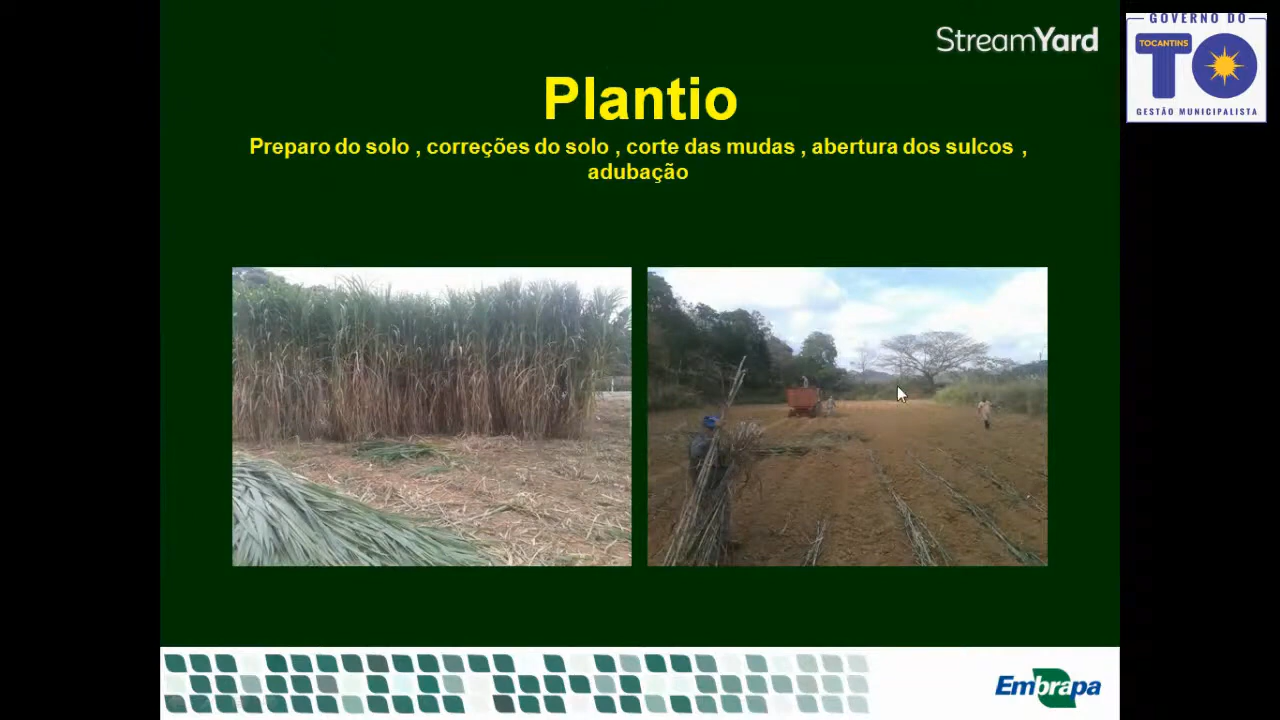 StreamYard
GOVERNO DO
TOCANTINS
TO
GESTÃO MUNICIPALISTA
Plantio
Preparo do solo , correções do solo , corte das mudas , abertura dos sulcos ,
adubação
Embrapa